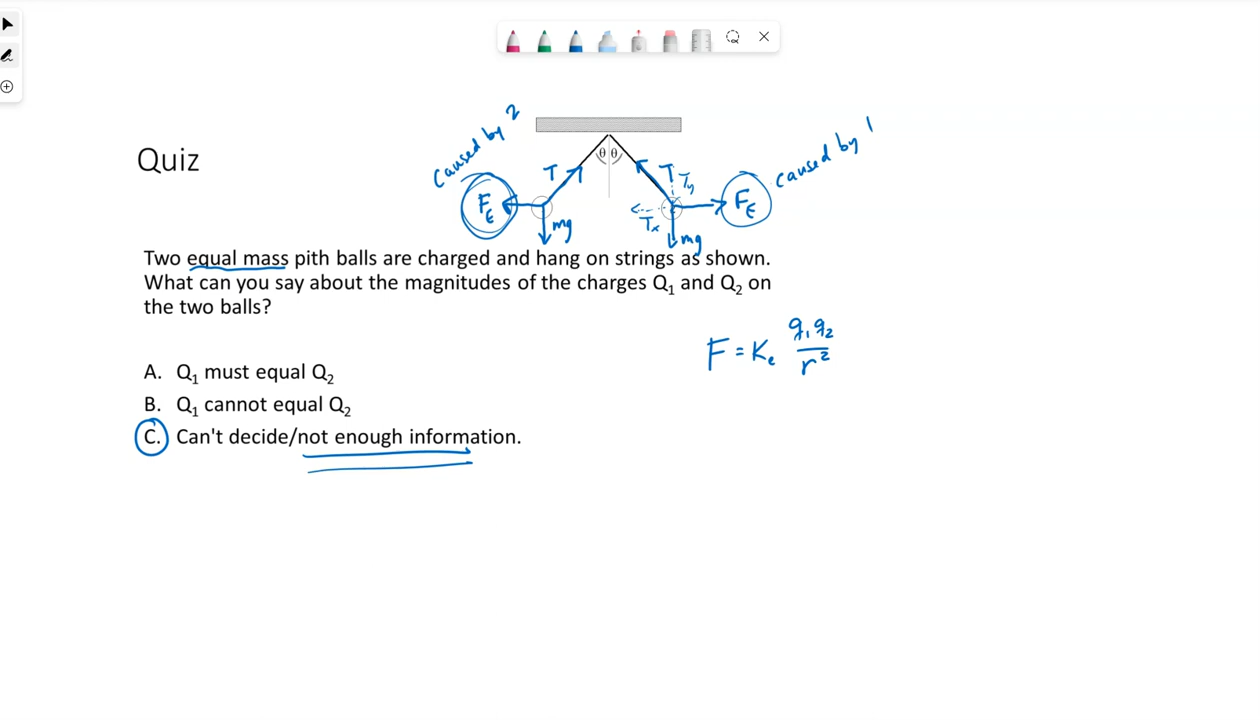 Caused by 2
Caused by 1
Quiz
θ θ
T
T
Ty
FE
FE
Tx
mg
mg
Two equal mass pith balls are charged and hang on strings as shown.
What can you say about the magnitudes of the charges Q1 and Q2 on
the two balls?
F = Ke q1 q2 / r²
A. Q1 must equal Q2
B. Q1 cannot equal Q2
C. Can't decide/not enough information.